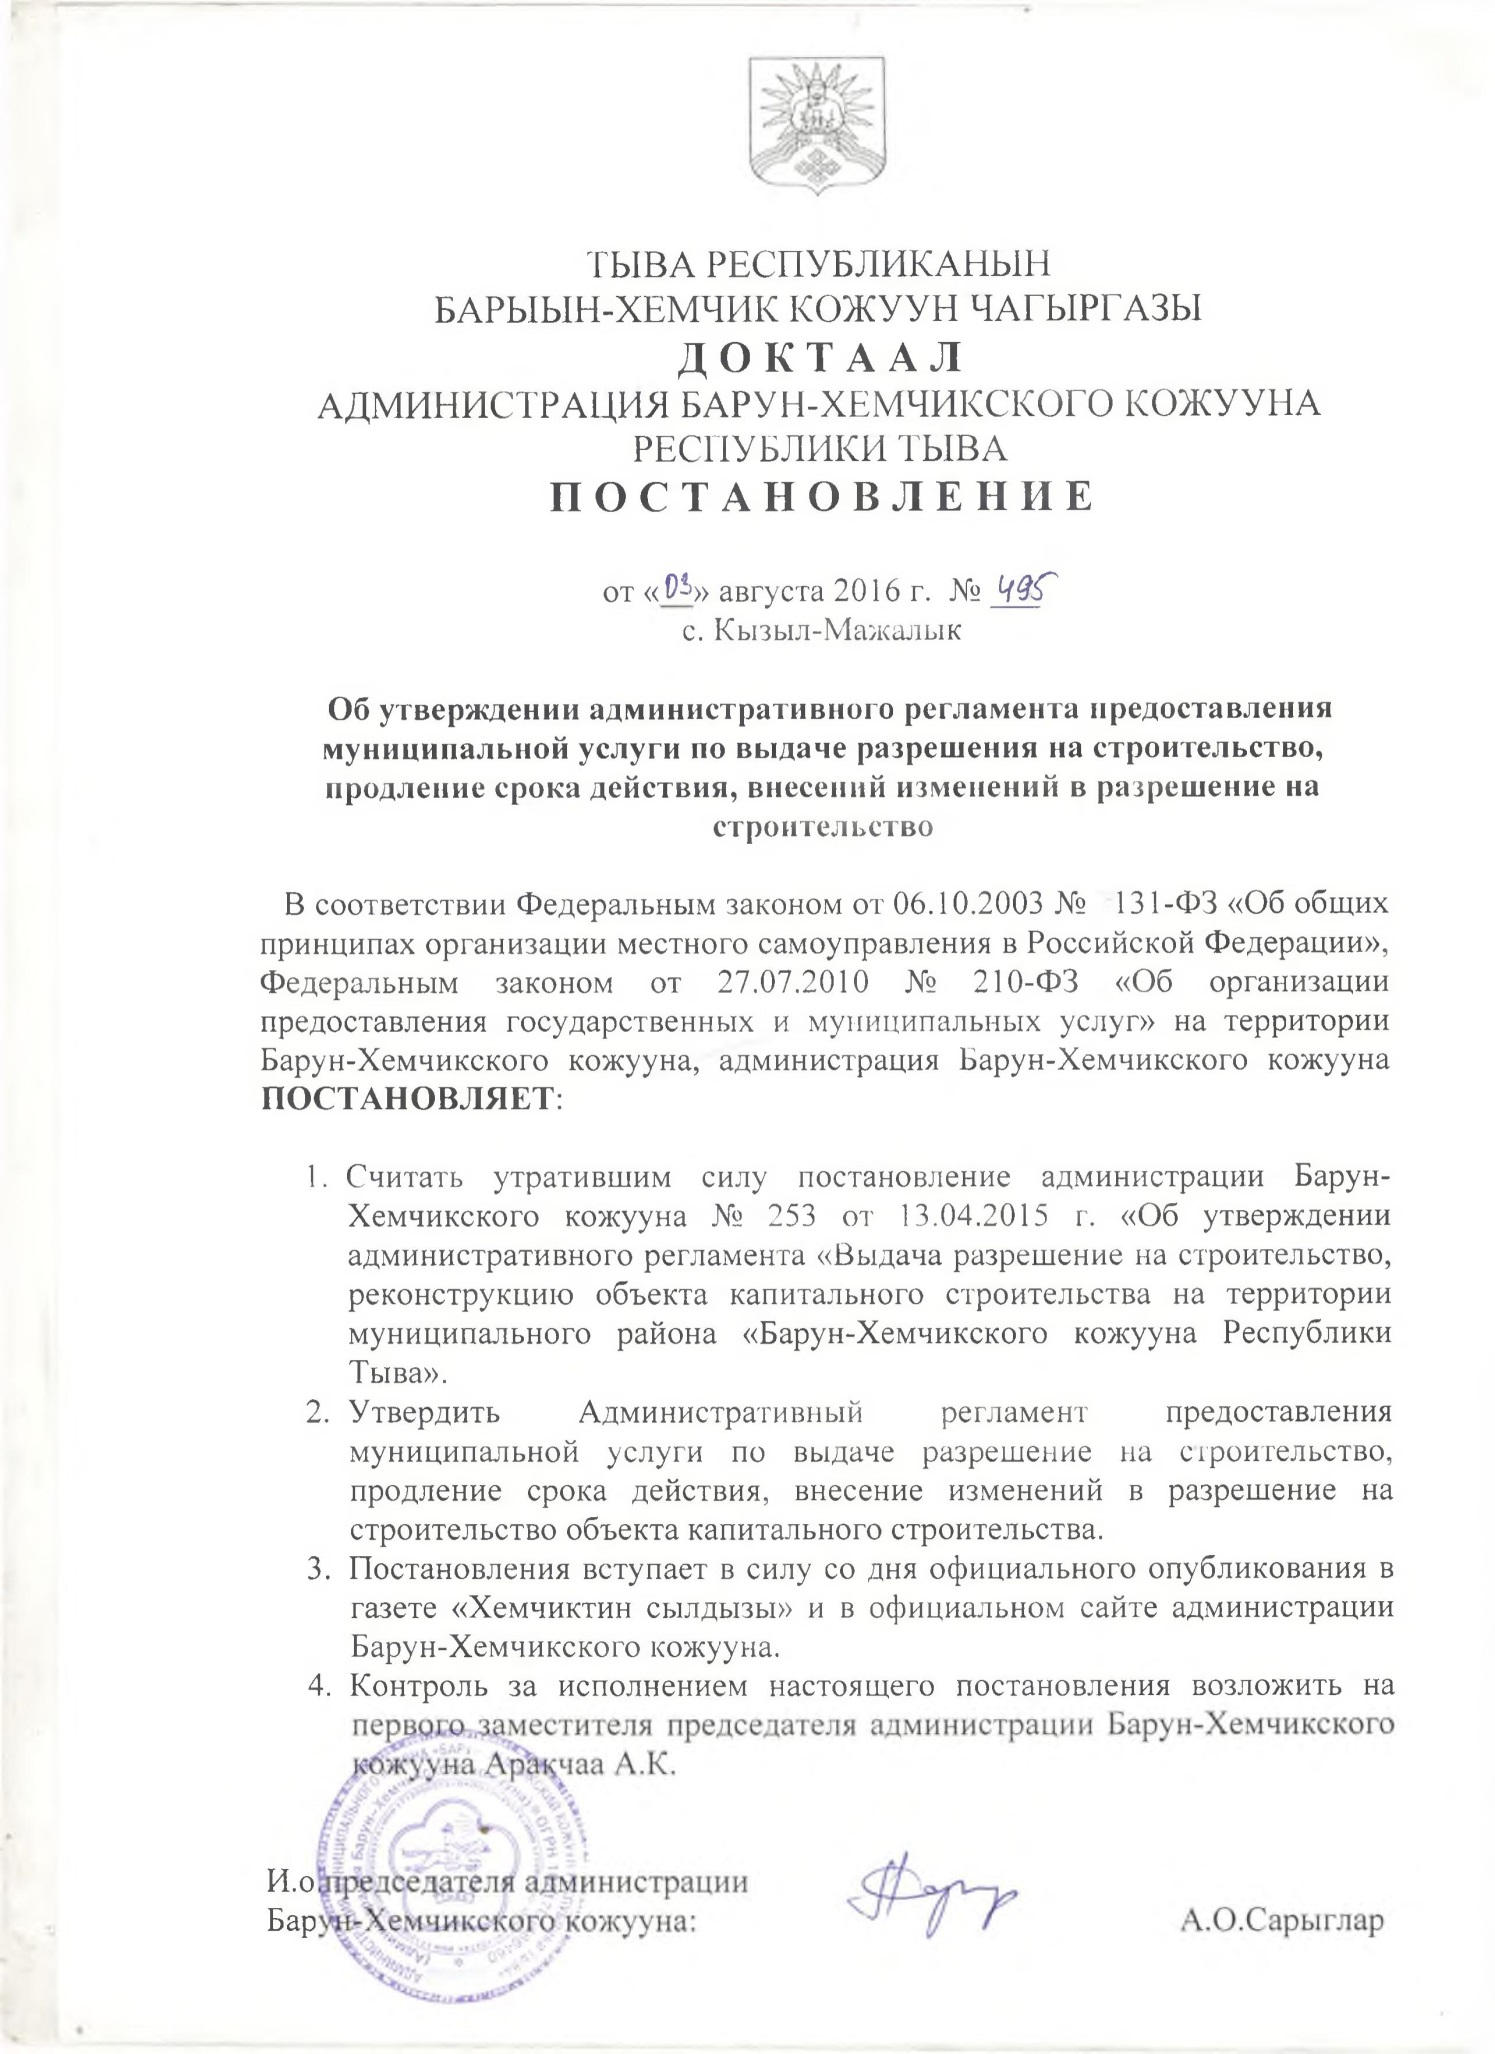 ТЫВА РЕСПУБЛИКАНЫН
БАРЫЫН-ХЕМЧИК КОЖУУН ЧАГЫРГАЗЫ
Д О К Т А А Л
АДМИНИСТРАЦИЯ БАРУН-ХЕМЧИКСКОГО КОЖУУНА
РЕСПУБЛИКИ ТЫВА
П О С Т А Н О В Л Е Н И Е
от «03» августа 2016 г. № 495
с. Кызыл-Мажалык
Об утверждении административного регламента предоставления
муниципальной услуги по выдаче разрешения на строительство,
продление срока действия, внесений изменений в разрешение на
строительство
В соответствии Федеральным законом от 06.10.2003 № 131-ФЗ «Об общих
принципах организации местного самоуправления в Российской Федерации»,
Федеральным законом от 27.07.2010 № 210-ФЗ «Об организации
предоставления государственных и муниципальных услуг» на территории
Барун-Хемчикского кожууна, администрация Барун-Хемчикского кожууна
ПОСТАНОВЛЯЕТ:
1. Считать утратившим силу постановление администрации Барун-
Хемчикского кожууна № 253 от 13.04.2015 г. «Об утверждении
административного регламента «Выдача разрешение на строительство,
реконструкцию объекта капитального строительства на территории
муниципального района «Барун-Хемчикского кожууна Республики
Тыва».
2. Утвердить Административный регламент предоставления
муниципальной услуги по выдаче разрешение на строительство,
продление срока действия, внесение изменений в разрешение на
строительство объекта капитального строительства.
3. Постановления вступает в силу со дня официального опубликования в
газете «Хемчиктин сылдызы» и в официальном сайте администрации
Барун-Хемчикского кожууна.
4. Контроль за исполнением настоящего постановления возложить на
первого заместителя председателя администрации Барун-Хемчикского
кожууна Аракчаа А.К.
И.о.председателя администрации
Барун-Хемчикского кожууна: А.О.Сарыглар